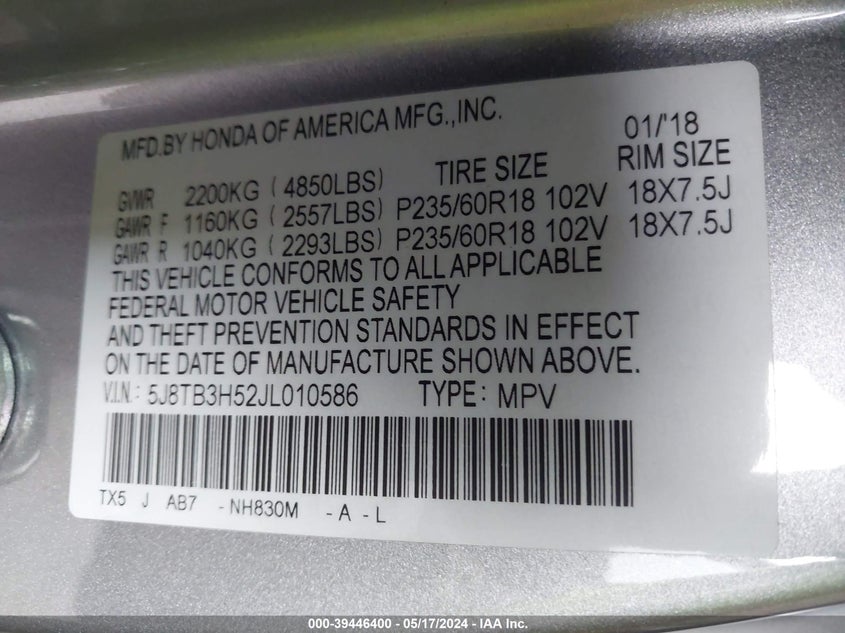 MFD.BY HONDA OF AMERICA MFG.,INC. 01/'18
TIRE SIZE RIM SIZE
GVWR 2200KG (4850LBS)
GAWR F 1160KG (2557LBS) P235/60R18 102V 18X7.5J
GAWR R 1040KG (2293LBS) P235/60R18 102V 18X7.5J
THIS VEHICLE CONFORMS TO ALL APPLICABLE
FEDERAL MOTOR VEHICLE SAFETY
AND THEFT PREVENTION STANDARDS IN EFFECT
ON THE DATE OF MANUFACTURE SHOWN ABOVE.
V.I.N.: 5J8TB3H52JL010586 TYPE: MPV
TX5 J AB7 -NH830M -A-L
000-39446400 - 05/17/2024 - IAA Inc.